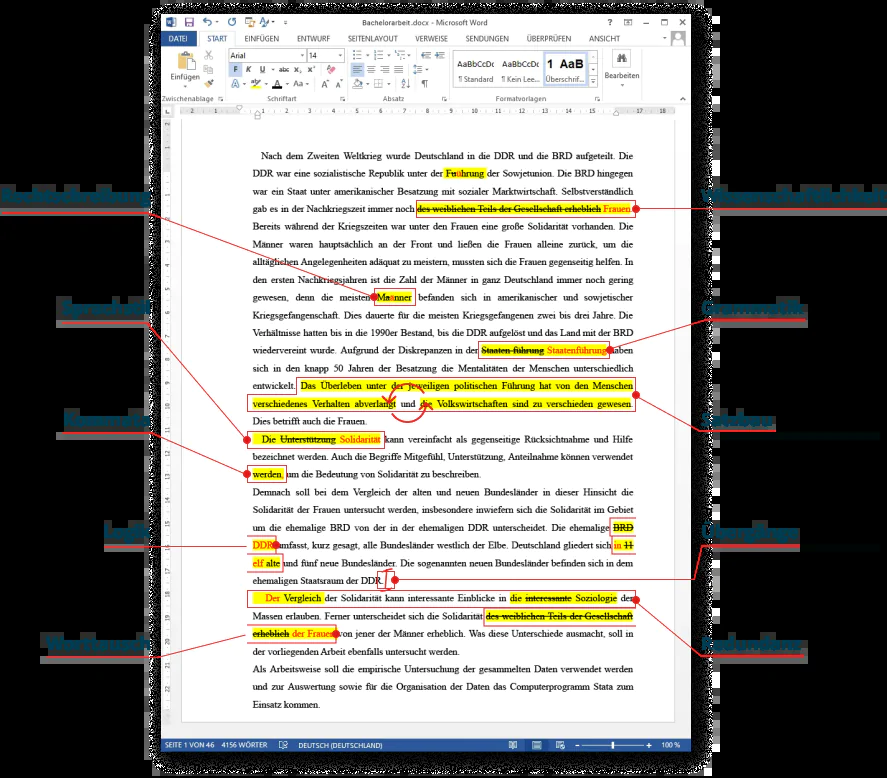 Bachelorarbeit.docx - Microsoft Word
DATEI START EINFÜGEN ENTWURF SEITENLAYOUT VERWEISE SENDUNGEN ÜBERPRÜFEN ANSICHT
Arial 14
AaBbCcDc AaBbCcDc 1 AaB
Einfügen
F K U abc
¶ Standard ¶ Kein Lee... Überschrif...
Bearbeiten
Zwischenablage Schriftart Absatz Formatvorlagen
Nach dem Zweiten Weltkrieg wurde Deutschland in die DDR und die BRD aufgeteilt. Die
DDR war eine sozialistische Republik unter der Fuührung der Sowjetunion. Die BRD hingegen
war ein Staat unter amerikanischer Besatzung mit sozialer Marktwirtschaft. Selbstverständlich
gab es in der Nachkriegszeit immer noch des weiblichen Teils der Gesellschaft erheblich Frauen
Bereits während der Kriegszeiten war unter den Frauen eine große Solidarität vorhanden. Die
Männer waren hauptsächlich an der Front und ließen die Frauen alleine zurück, um die
alltäglichen Angelegenheiten adäquat zu meistern, mussten sich die Frauen gegenseitig helfen. In
den ersten Nachkriegsjahren ist die Zahl der Männer in ganz Deutschland immer noch gering
gewesen, denn die meisten Maänner befanden sich in amerikanischer und sowjetischer
Kriegsgefangenschaft. Dies dauerte für die meisten Kriegsgefangenen zwei bis drei Jahre. Die
Verhältnisse hatten bis in die 1990er Bestand, bis die DDR aufgelöst und das Land mit der BRD
wiedervereint wurde. Aufgrund der Diskrepanzen in der Staaten führung Staatenführung haben
sich in den knapp 50 Jahren der Besatzung die Mentalitäten der Menschen unterschiedlich
entwickelt. Das Überleben unter der jeweiligen politischen Führung hat von den Menschen
verschiedenes Verhalten abverlangt und die Volkswirtschaften sind zu verschieden gewesen.
Dies betrifft auch die Frauen.
Die Unterstützung Solidarität kann vereinfacht als gegenseitige Rücksichtnahme und Hilfe
bezeichnet werden. Auch die Begriffe Mitgefühl, Unterstützung, Anteilnahme können verwendet
werden, um die Bedeutung von Solidarität zu beschreiben.
Demnach soll bei dem Vergleich der alten und neuen Bundesländer in dieser Hinsicht die
Solidarität der Frauen untersucht werden, insbesondere inwiefern sich die Solidarität im Gebiet
um die ehemalige BRD von der in der ehemaligen DDR unterscheidet. Die ehemalige BRD
DDR umfasst, kurz gesagt, alle Bundesländer westlich der Elbe. Deutschland gliedert sich in 11
elf alte und fünf neue Bundesländer. Die sogenannten neuen Bundesländer befinden sich in dem
ehemaligen Staatsraum der DDR.
Der Vergleich der Solidarität kann interessante Einblicke in die interessante Soziologie der
Massen erlauben. Ferner unterscheidet sich die Solidarität des weiblichen Teils der Gesellschaft
erheblich der Frauen von jener der Männer erheblich. Was diese Unterschiede ausmacht, soll in
der vorliegenden Arbeit ebenfalls untersucht werden.
Als Arbeitsweise soll die empirische Untersuchung der gesammelten Daten verwendet werden
und zur Auswertung sowie für die Organisation der Daten das Computerprogramm Stata zum
Einsatz kommen.
SEITE 1 VON 46 4156 WÖRTER DEUTSCH (DEUTSCHLAND) 100 %